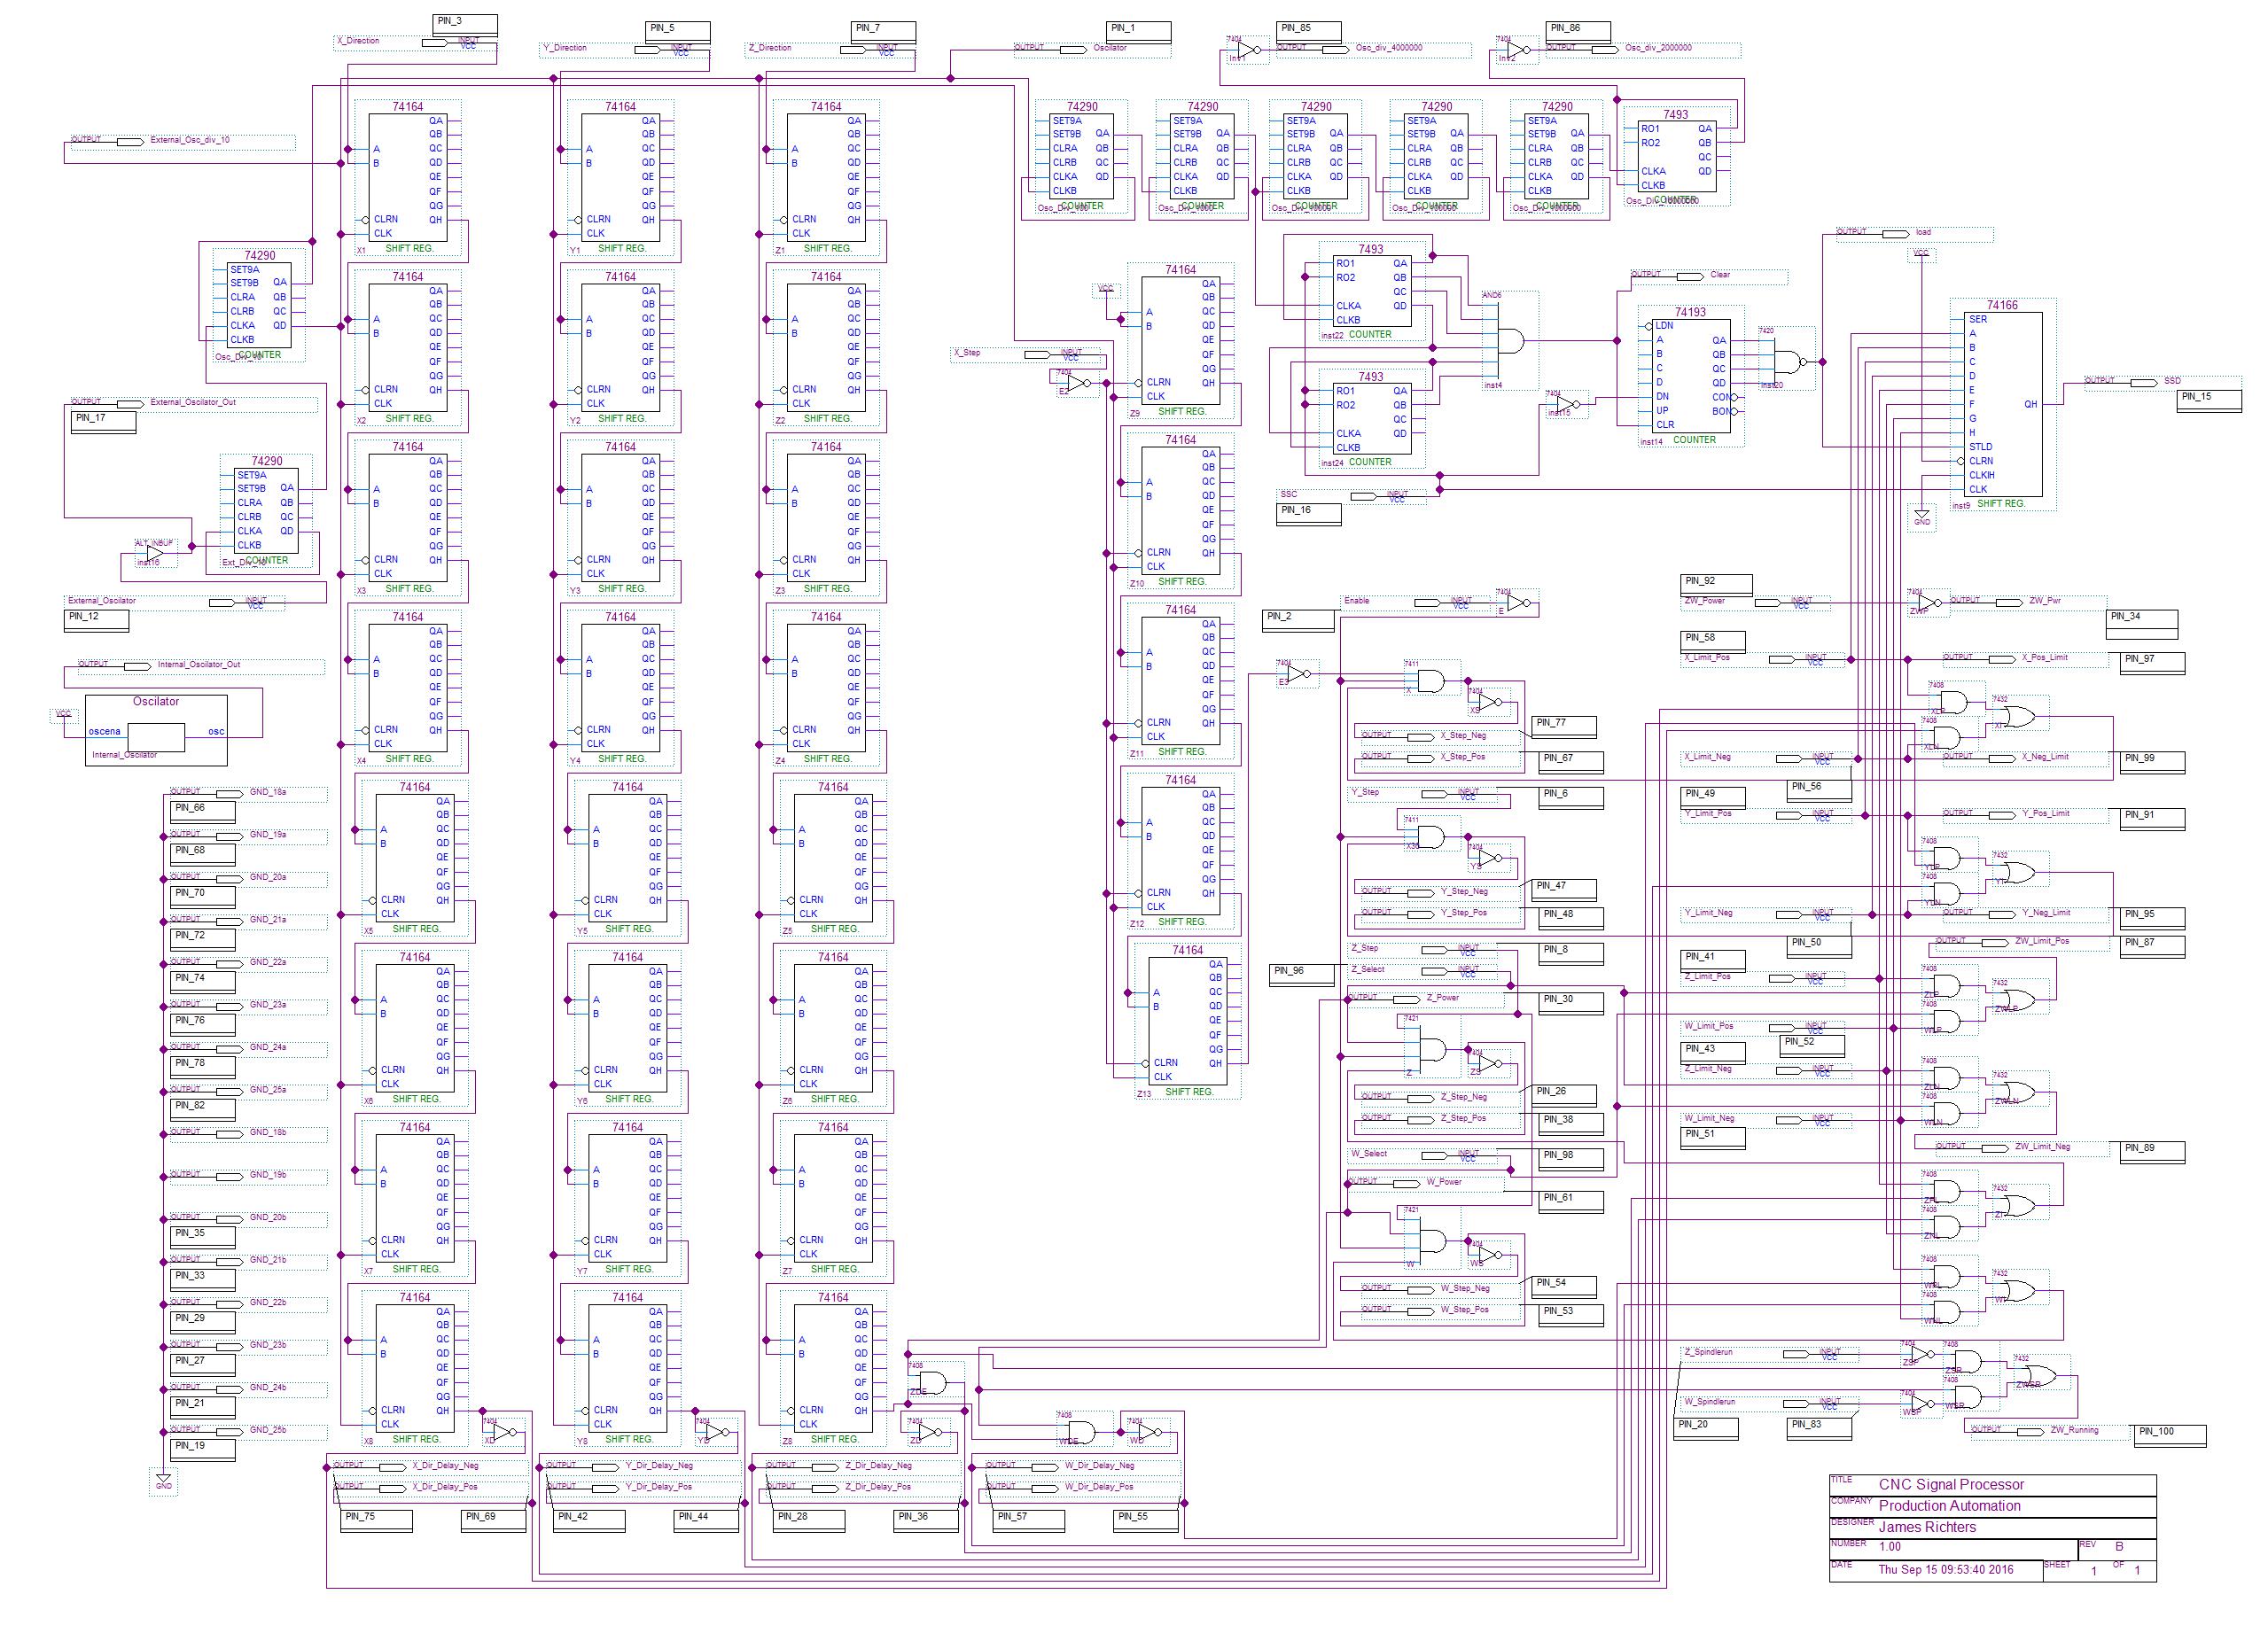 PIN_3
PIN_5
PIN_7
PIN_1
PIN_85
PIN_86
X_Direction INPUT VCC
Y_Direction INPUT VCC
Z_Direction INPUT VCC
OUTPUT Oscilator
7404 OUTPUT Osc_div_4000000
7404 OUTPUT Osc_div_2000000
74164 74164 74164
74290 74290 74290 74290 74290 7493
OUTPUT External_Osc_div_10
A B CLRN CLK QA QB QC QD QE QF QG QH
X1 SHIFT REG.
Y1 SHIFT REG.
Z1 SHIFT REG.
SET9A SET9B CLRA CLRB CLKA CLKB QA QB QC QD
COUNTER COUNTER COUNTER COUNTER COUNTER COUNTER
RO1 RO2 CLKA CLKB QA QB QC QD
OUTPUT load
74290
SET9A
SET9B QA
CLRA QB
CLRB QC
CLKA QD
CLKB
Osc_Div_10 COUNTER
74164 74164 74164 74164
X2 SHIFT REG.
Y2 SHIFT REG.
Z2 SHIFT REG.
VCC
Z9 SHIFT REG.
X_Step INPUT VCC
7404
E2
7493
RO1 QA
RO2 QB
QC
CLKA QD
CLKB
inst22 COUNTER
AND6
inst4
OUTPUT Clear
74193
LDN
A QA
B QB
C QC
D QD
DN CON
UP BON
CLR
inst14 COUNTER
7420
inst20
VCC
74166
SER
A
B
C
D
E
F QH
G
H
STLD
CLRN
CLKIH
CLK
inst9 SHIFT REG.
GND
OUTPUT SSD
PIN_15
7493
RO1 QA
RO2 QB
QC
CLKA QD
CLKB
inst24 COUNTER
7404
inst15
SSC INPUT VCC
PIN_16
OUTPUT External_Oscilator_Out
PIN_17
74290
SET9A
SET9B QA
CLRA QB
CLRB QC
CLKA QD
CLKB
Ext_Div_10 COUNTER
ALT_INBUF
inst16
External_Osilator INPUT VCC
PIN_12
74164 74164 74164 74164
X3 SHIFT REG.
Y3 SHIFT REG.
Z3 SHIFT REG.
Z10 SHIFT REG.
OUTPUT Internal_Oscilator_Out
Oscilator
VCC
oscena osc
Internal_Oscilator
74164 74164 74164 74164
X4 SHIFT REG.
Y4 SHIFT REG.
Z4 SHIFT REG.
Z11 SHIFT REG.
74164 74164 74164 74164
X5 SHIFT REG.
Y5 SHIFT REG.
Z5 SHIFT REG.
Z12 SHIFT REG.
74164 74164 74164 74164
X6 SHIFT REG.
Y6 SHIFT REG.
Z6 SHIFT REG.
Z13 SHIFT REG.
74164 74164 74164
X7 SHIFT REG.
Y7 SHIFT REG.
Z7 SHIFT REG.
74164 74164 74164
X8 SHIFT REG.
Y8 SHIFT REG.
Z8 SHIFT REG.
OUTPUT GND_18a
PIN_66
OUTPUT GND_19a
PIN_68
OUTPUT GND_20a
PIN_70
OUTPUT GND_21a
PIN_72
OUTPUT GND_22a
PIN_74
OUTPUT GND_23a
PIN_76
OUTPUT GND_24a
PIN_78
OUTPUT GND_25a
PIN_82
OUTPUT GND_18b
OUTPUT GND_19b
OUTPUT GND_20b
PIN_35
OUTPUT GND_21b
PIN_33
OUTPUT GND_22b
PIN_29
OUTPUT GND_23b
PIN_27
OUTPUT GND_24b
PIN_21
OUTPUT GND_25b
PIN_19
GND
Enable INPUT VCC
PIN_2
7404
E
7404
E3
7411
X
7404
XS
PIN_77
OUTPUT X_Step_Neg
OUTPUT X_Step_Pos
PIN_67
Y_Step INPUT VCC
PIN_6
7411
X36
7404
YS
PIN_47
OUTPUT Y_Step_Neg
OUTPUT Y_Step_Pos
PIN_48
Z_Step INPUT VCC
PIN_8
PIN_96
Z_Select INPUT VCC
OUTPUT Z_Power
PIN_30
7421
Z
7404
ZS
PIN_26
OUTPUT Z_Step_Neg
OUTPUT Z_Step_Pos
PIN_38
W_Select INPUT VCC
PIN_98
OUTPUT W_Power
PIN_61
7421
W
7404
WS
PIN_54
OUTPUT W_Step_Neg
OUTPUT W_Step_Pos
PIN_53
PIN_92
ZW_Power INPUT VCC
7404
ZWP
OUTPUT ZW_Pwr
PIN_34
PIN_58
X_Limit_Pos INPUT VCC
OUTPUT X_Pos_Limit
PIN_97
7408
XLP
7432
XL
7408
XLN
X_Limit_Neg INPUT VCC
OUTPUT X_Neg_Limit
PIN_99
PIN_56
PIN_49
Y_Limit_Pos INPUT VCC
OUTPUT Y_Pos_Limit
PIN_91
7408
YLP
7432
7408
YLN
Y_Limit_Neg INPUT VCC
OUTPUT Y_Neg_Limit
PIN_95
PIN_50
OUTPUT ZW_Limit_Pos
PIN_87
PIN_41
Z_Limit_Pos INPUT VCC
7408
ZLP
7432
ZWLP
7408
WLP
W_Limit_Pos INPUT VCC
PIN_43
PIN_52
Z_Limit_Neg INPUT VCC
7408
ZLN
7432
ZWLN
7408
WLN
W_Limit_Neg INPUT VCC
PIN_51
OUTPUT ZW_Limit_Neg
PIN_89
7408
7432
7408
7408
7432
7408
Z_Spindlerun INPUT VCC
7404
ZSP
7408
ZSR
7432
ZWSR
W_Spindlerun INPUT VCC
7404
WSP
7408
WSR
PIN_20
PIN_83
OUTPUT ZW_Running
PIN_100
7408
ZDE
7404
XD
7404
YD
7404
ZD
7408
WDE
7404
WD
OUTPUT X_Dir_Delay_Neg
OUTPUT X_Dir_Delay_Pos
PIN_75
PIN_69
OUTPUT Y_Dir_Delay_Neg
OUTPUT Y_Dir_Delay_Pos
PIN_42
PIN_44
OUTPUT Z_Dir_Delay_Neg
OUTPUT Z_Dir_Delay_Pos
PIN_28
PIN_36
OUTPUT W_Dir_Delay_Neg
OUTPUT W_Dir_Delay_Pos
PIN_57
PIN_55
TITLE CNC Signal Processor
COMPANY Production Automation
DESIGNER James Richters
NUMBER 1.00 REV B
DATE Thu Sep 15 09:53:40 2016 SHEET 1 OF 1